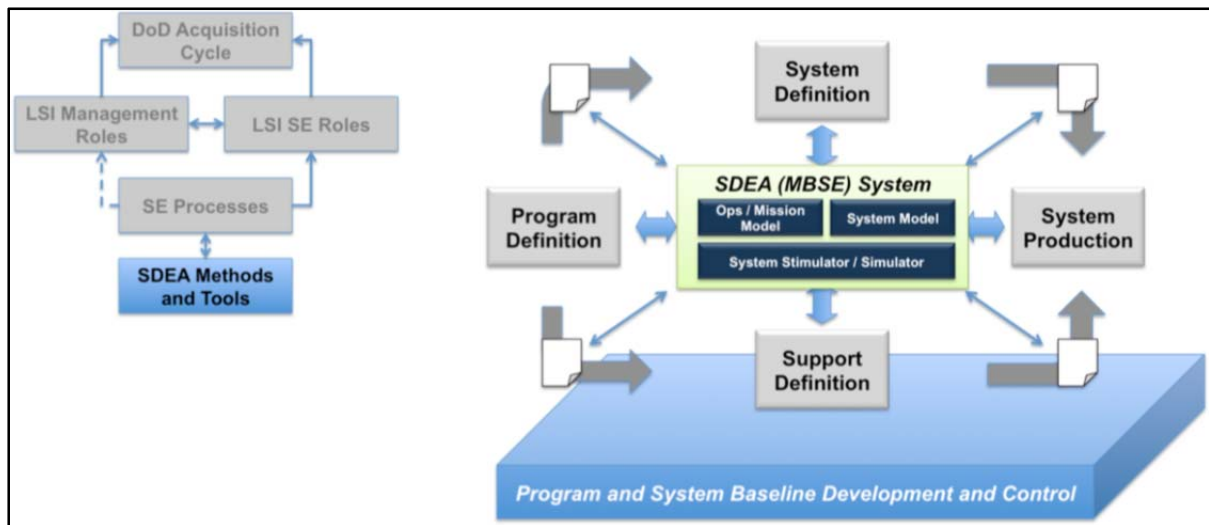 DoD Acquisition
Cycle
LSI Management
Roles
LSI SE Roles
SE Processes
SDEA Methods
and Tools
System
Definition
SDEA (MBSE) System
Ops / Mission
Model
System Model
System Stimulator / Simulator
Program
Definition
System
Production
Support
Definition
Program and System Baseline Development and Control